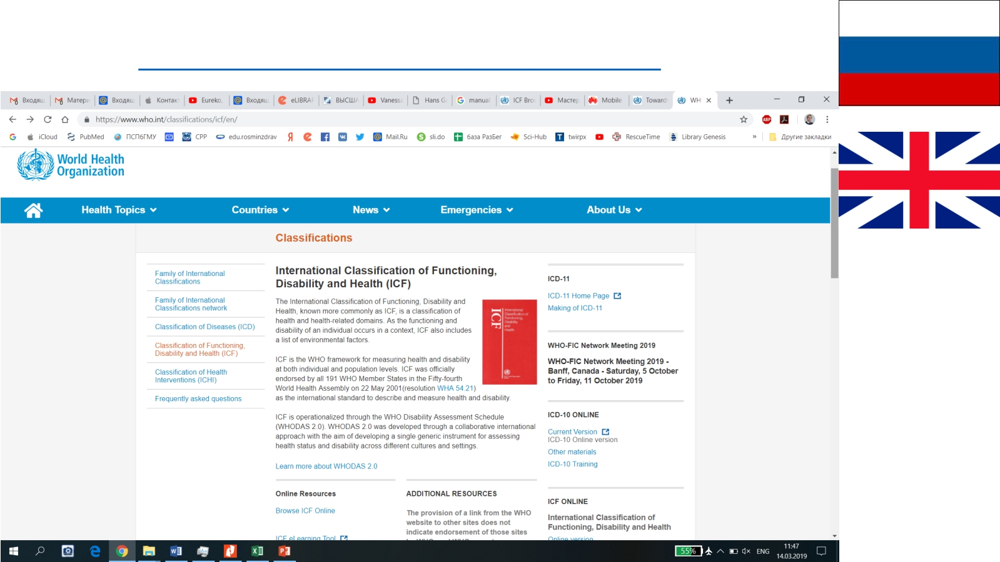 Входящ
Матери
Входящ
Контак
Eureko,
Входящ
eLIBRAI
ВЫСШ
Vanessa
Hans G
manual
ICF Bro
Мастер
Mobile
Toward
WH
https://www.who.int/classifications/icf/en/
iCloud
PubMed
ПСПбГМУ
CPP
edu.rosminzdrav
Mail.Ru
sli.do
база РазБег
Sci-Hub
twirpx
RescueTime
Library Genesis
»
Другие закладки
World Health
Organization
Health Topics
Countries
News
Emergencies
About Us
Classifications
Family of International
Classifications
Family of International
Classifications network
Classification of Diseases (ICD)
Classification of Functioning,
Disability and Health (ICF)
Classification of Health
Interventions (ICHI)
Frequently asked questions
International Classification of Functioning,
Disability and Health (ICF)
The International Classification of Functioning, Disability and
Health, known more commonly as ICF, is a classification of
health and health-related domains. As the functioning and
disability of an individual occurs in a context, ICF also includes
a list of environmental factors.
ICF is the WHO framework for measuring health and disability
at both individual and population levels. ICF was officially
endorsed by all 191 WHO Member States in the Fifty-fourth
World Health Assembly on 22 May 2001(resolution WHA 54.21)
as the international standard to describe and measure health and disability.
ICF is operationalized through the WHO Disability Assessment Schedule
(WHODAS 2.0). WHODAS 2.0 was developed through a collaborative international
approach with the aim of developing a single generic instrument for assessing
health status and disability across different cultures and settings.
Learn more about WHODAS 2.0
ICF
International
Classification of
Functioning,
Disability
and
Health
Online Resources
Browse ICF Online
ICF eLearning Tool
ADDITIONAL RESOURCES
The provision of a link from the WHO
website to other sites does not
indicate endorsement of those sites
ICD-11
ICD-11 Home Page
Making of ICD-11
WHO-FIC Network Meeting 2019
WHO-FIC Network Meeting 2019 -
Banff, Canada - Saturday, 5 October
to Friday, 11 October 2019
ICD-10 ONLINE
Current Version
ICD-10 Online version
Other materials
ICD-10 Training
ICF ONLINE
International Classification of
Functioning, Disability and Health
Online version
55%
ENG
11:47
14.03.2019